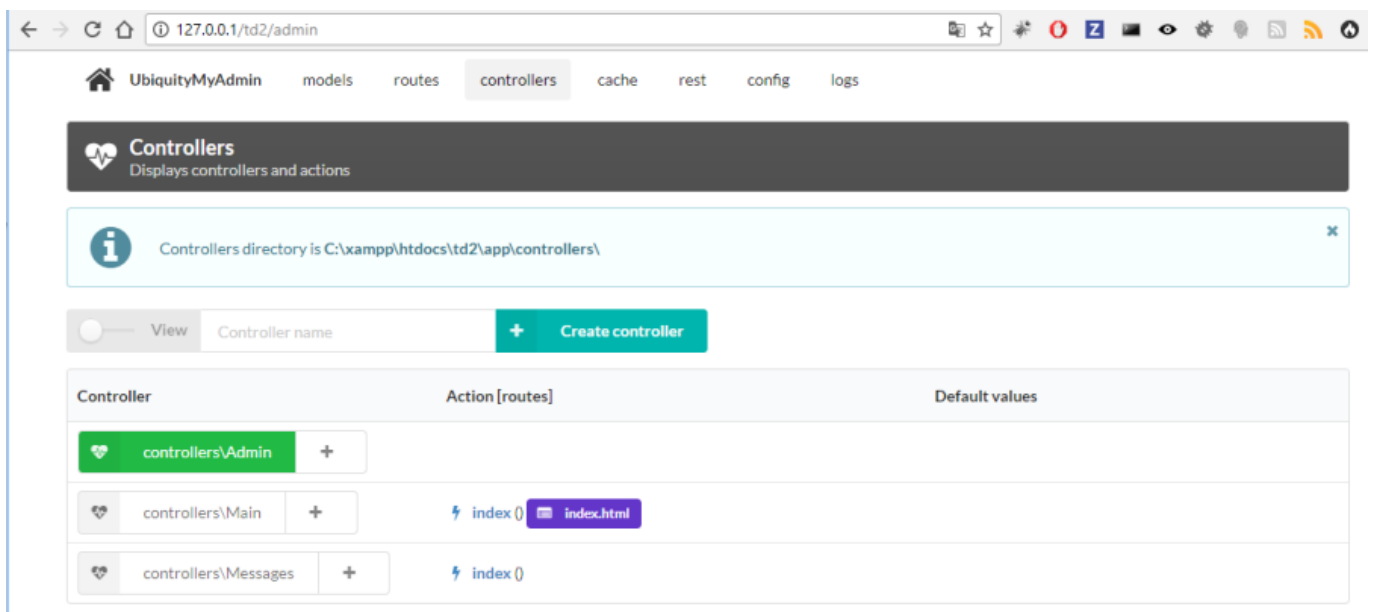 127.0.0.1/td2/admin
UbiquityMyAdmin models routes controllers cache rest config logs
Controllers
Displays controllers and actions
Controllers directory is C:\xampp\htdocs\td2\app\controllers\
View Controller name + Create controller
Controller Action [routes] Default values
controllers\Admin +
controllers\Main + index () index.html
controllers\Messages + index ()